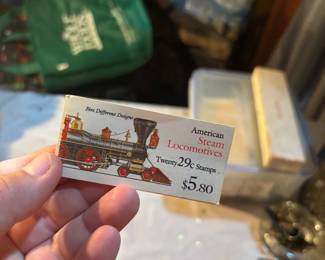 Five Different Designs
American
Steam
Locomotives
Twenty 29c Stamps
$5.80